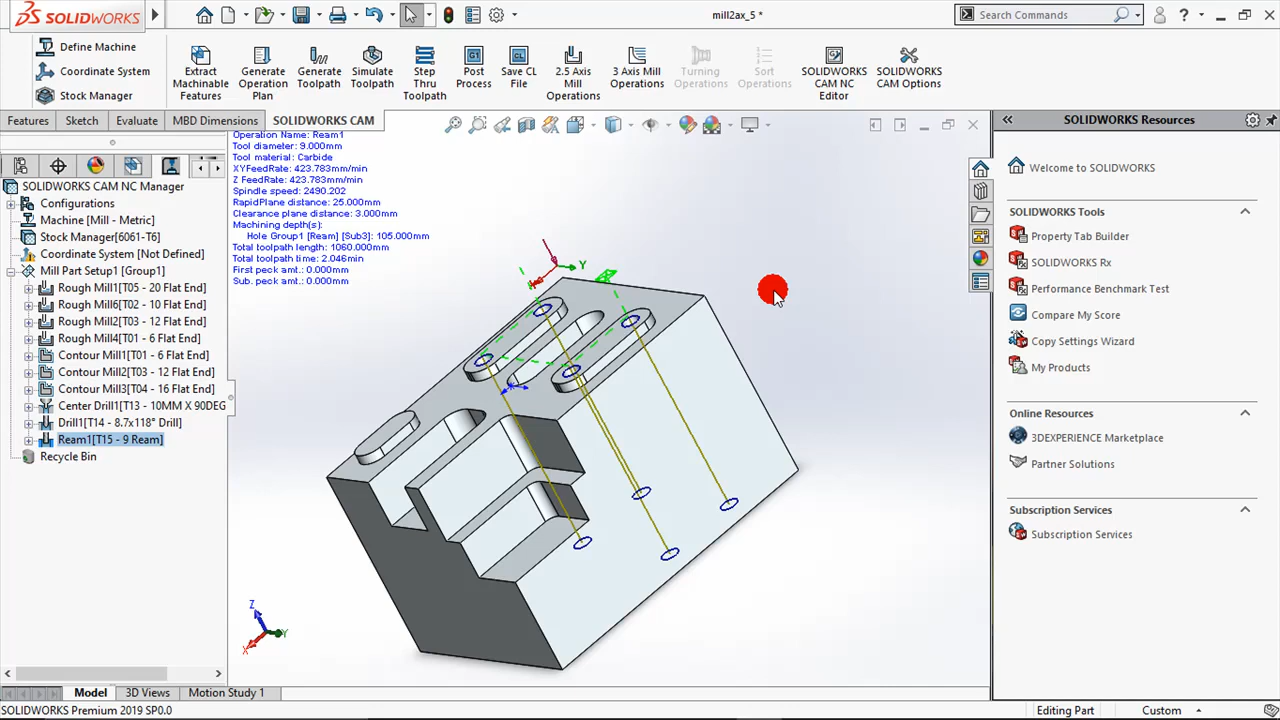 SOLIDWORKS
mill2ax_5 *
Search Commands
?
Define Machine
Coordinate System
Stock Manager
Extract Machinable Features
Generate Operation Plan
Generate Toolpath
Simulate Toolpath
Step Thru Toolpath
Post Process
Save CL File
2.5 Axis Mill Operations
3 Axis Mill Operations
Turning Operations
Sort Operations
SOLIDWORKS CAM NC Editor
SOLIDWORKS CAM Options
Features
Sketch
Evaluate
MBD Dimensions
SOLIDWORKS CAM
SOLIDWORKS CAM NC Manager
Configurations
Machine [Mill - Metric]
Stock Manager[6061-T6]
Coordinate System [Not Defined]
Mill Part Setup1 [Group1]
Rough Mill1[T05 - 20 Flat End]
Rough Mill6[T02 - 10 Flat End]
Rough Mill2[T03 - 12 Flat End]
Rough Mill4[T01 - 6 Flat End]
Contour Mill1[T01 - 6 Flat End]
Contour Mill2[T03 - 12 Flat End]
Contour Mill3[T04 - 16 Flat End]
Center Drill1[T13 - 10MM X 90DEG
Drill1[T14 - 8.7x118° Drill]
Ream1[T15 - 9 Ream]
Recycle Bin
Operation Name: Ream1
Tool diameter: 9.000mm
Tool material: Carbide
XYFeedRate: 423.783mm/min
Z FeedRate: 423.783mm/min
Spindle speed: 2490.202
RapidPlane distance: 25.000mm
Clearance plane distance: 3.000mm
Machining depth(s):
Hole Group1 [Ream] [Sub3]: 105.000mm
Total toolpath length: 1060.000mm
Total toolpath time: 2.046min
First peck amt.: 0.000mm
Sub. peck amt.: 0.000mm
Y
Z
Y
X
SOLIDWORKS Resources
Welcome to SOLIDWORKS
SOLIDWORKS Tools
Property Tab Builder
SOLIDWORKS Rx
Performance Benchmark Test
Compare My Score
Copy Settings Wizard
My Products
Online Resources
3DEXPERIENCE Marketplace
Partner Solutions
Subscription Services
Subscription Services
Model
3D Views
Motion Study 1
SOLIDWORKS Premium 2019 SP0.0
Editing Part
Custom